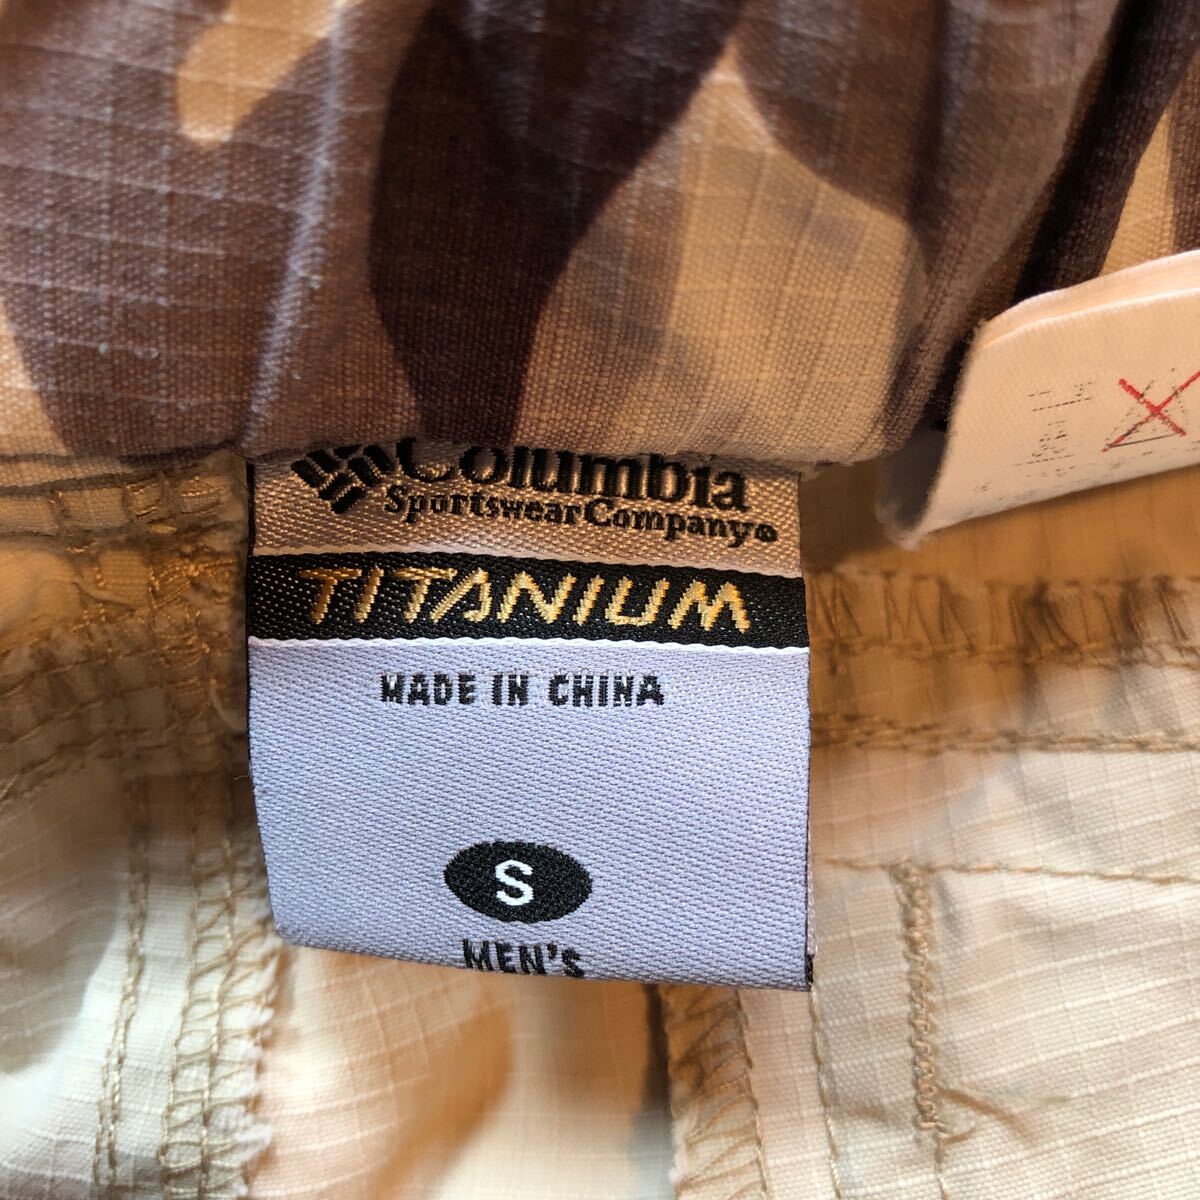 Columbia
Sportswear Company®
TITANIUM
MADE IN CHINA
S
MEN'S